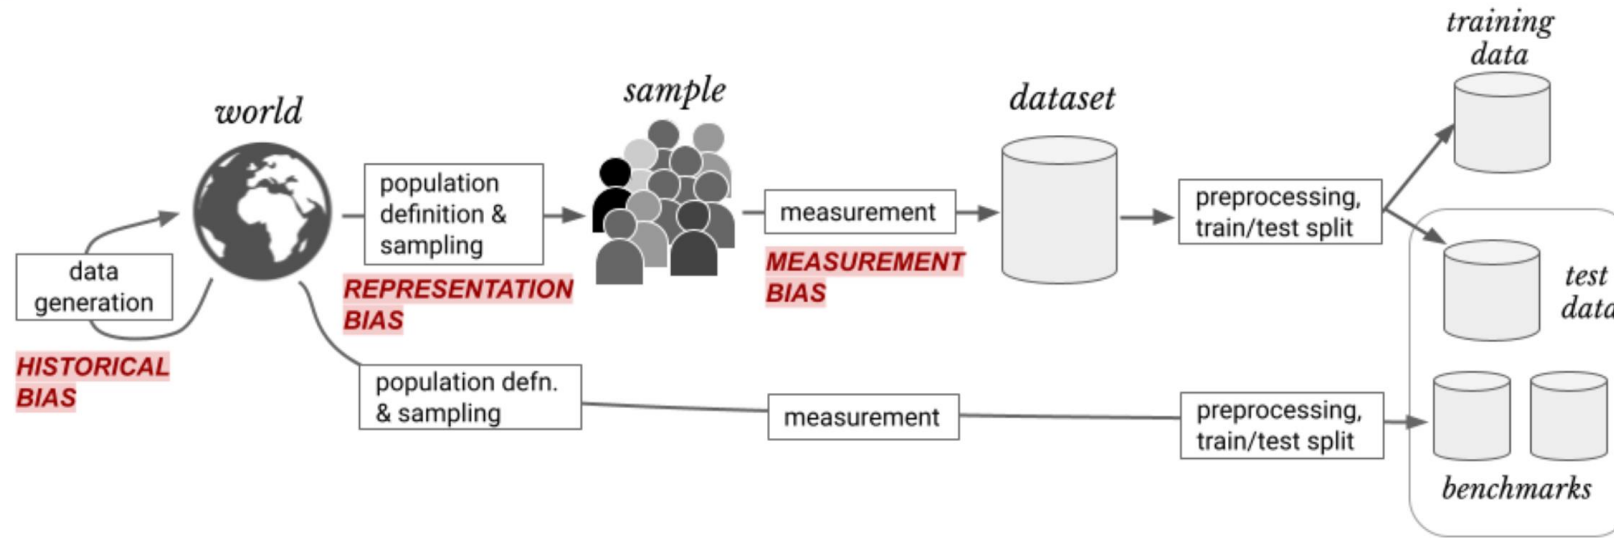 training
data
sample
dataset
world
population
definition &
sampling
measurement
preprocessing,
train/test split
data
generation
MEASUREMENT
BIAS
REPRESENTATION
BIAS
test
data
HISTORICAL
BIAS
population defn.
& sampling
measurement
preprocessing,
train/test split
benchmarks